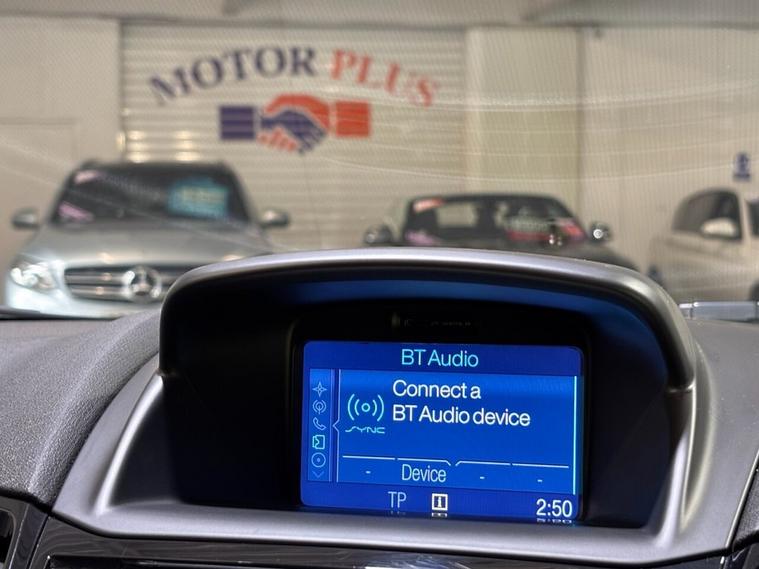 MOTOR PLUS
BT Audio
Connect a
BT Audio device
SYNC
- Device - -
TP i 2:50